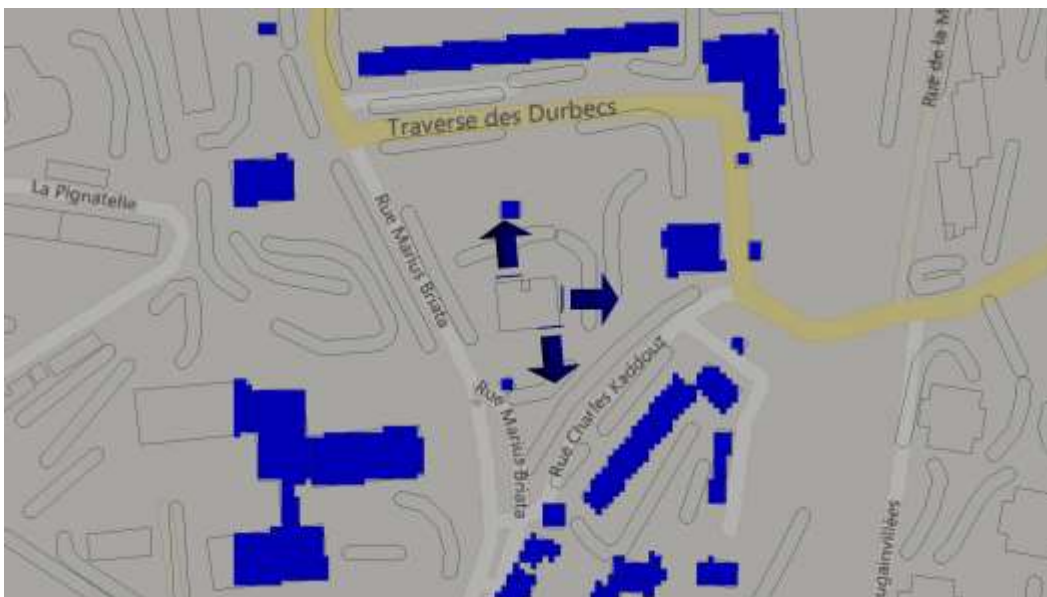 Rue de la M
Traverse des Durbecs
La Pignatelle
Rue Marius Briata
Rue Charles Kaddouz
Rue Marius Briata
ugainvillées